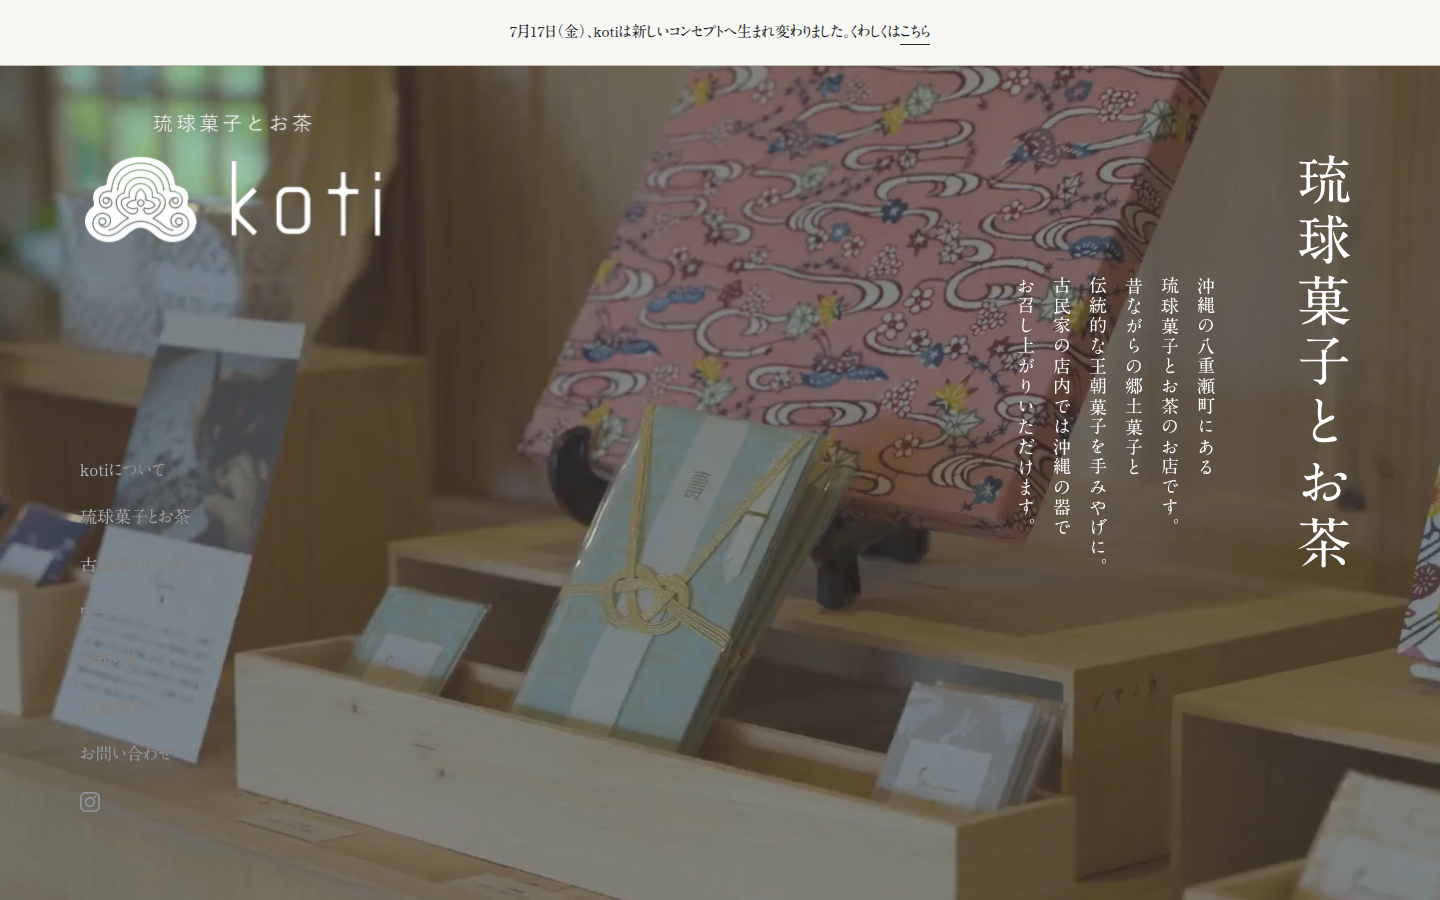 7月17日（金）、kotiは新しいコンセプトへ生まれ変わりました。くわしくはこちら
琉球菓子とお茶
koti
琉球菓子とお茶
沖縄の八重瀬町にある
琉球菓子とお茶のお店です。
昔ながらの郷土菓子と
伝統的な王朝菓子を手みやげに。
古民家の店内では沖縄の器で
お召し上がりいただけます。
kotiについて
琉球菓子とお茶
お問い合わせ
壽